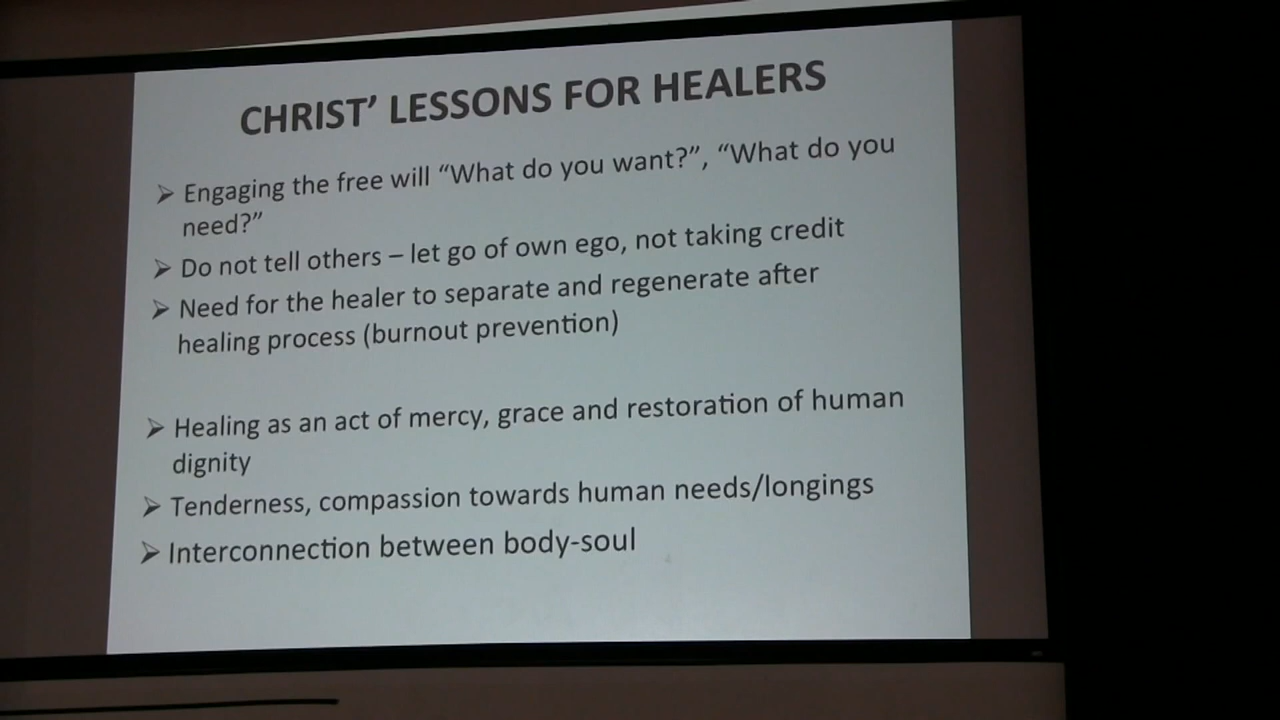 CHRIST’ LESSONS FOR HEALERS
➢ Engaging the free will “What do you want?”, “What do you
need?”
➢ Do not tell others – let go of own ego, not taking credit
➢ Need for the healer to separate and regenerate after
healing process (burnout prevention)
➢ Healing as an act of mercy, grace and restoration of human
dignity
➢ Tenderness, compassion towards human needs/longings
➢ Interconnection between body-soul